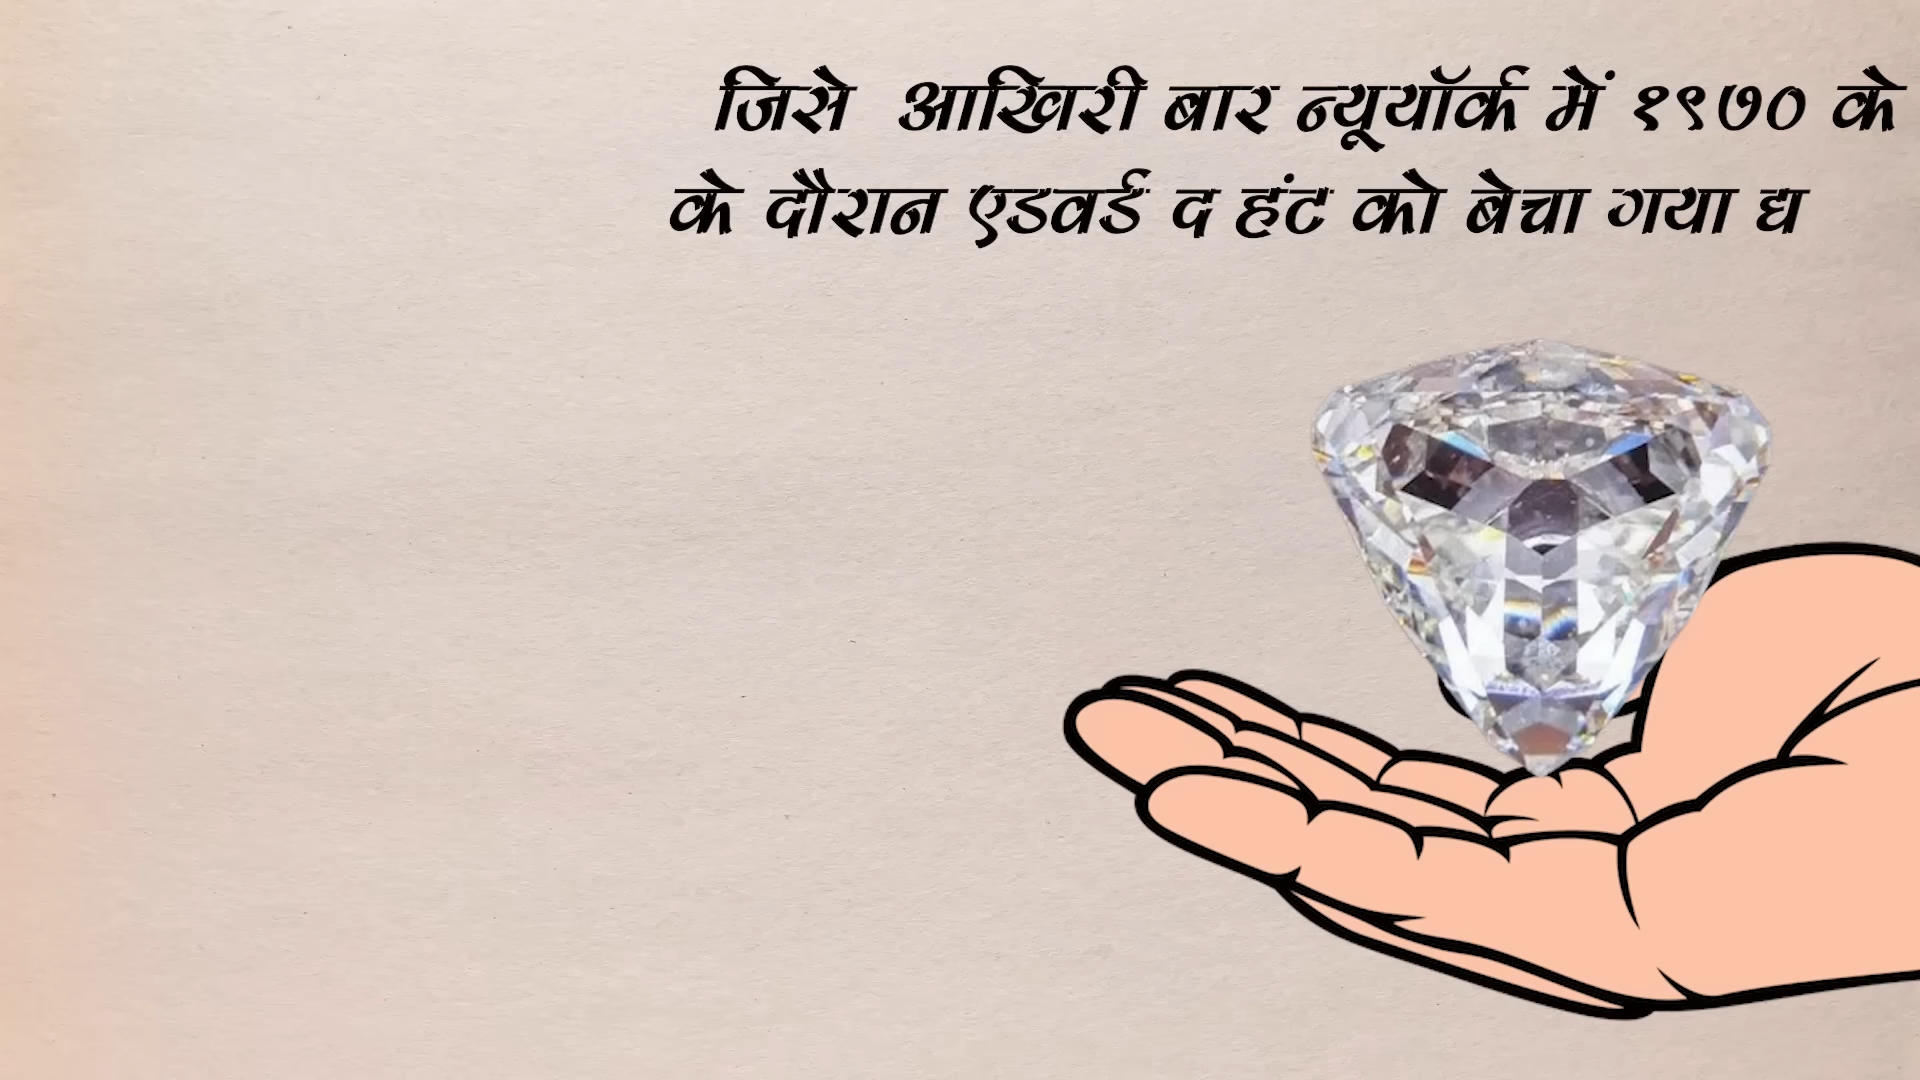 जिसे आखिरी बार न्यूयॉर्क में १९७० के
के दौरान एडवर्ड द हंट को बेचा गया द्य